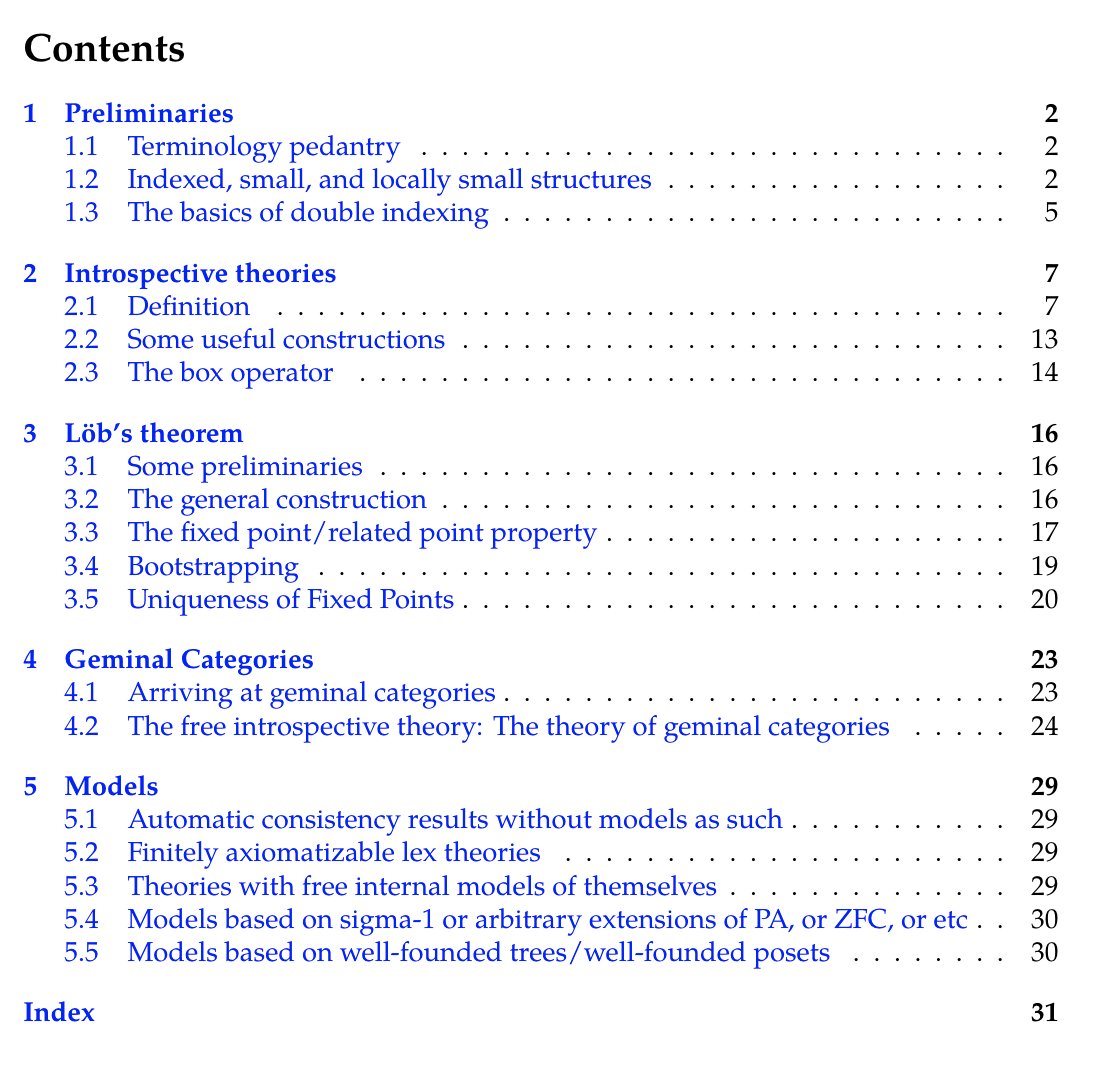 Contents
1 Preliminaries 2
1.1 Terminology pedantry . . . . . . . . . . . . . . . . . . . . . . . . . . . . . 2
1.2 Indexed, small, and locally small structures . . . . . . . . . . . . . . . . . 2
1.3 The basics of double indexing . . . . . . . . . . . . . . . . . . . . . . . . . 5
2 Introspective theories 7
2.1 Definition . . . . . . . . . . . . . . . . . . . . . . . . . . . . . . . . . . . . 7
2.2 Some useful constructions . . . . . . . . . . . . . . . . . . . . . . . . . . . 13
2.3 The box operator . . . . . . . . . . . . . . . . . . . . . . . . . . . . . . . . 14
3 Löb's theorem 16
3.1 Some preliminaries . . . . . . . . . . . . . . . . . . . . . . . . . . . . . . . 16
3.2 The general construction . . . . . . . . . . . . . . . . . . . . . . . . . . . . 16
3.3 The fixed point/related point property . . . . . . . . . . . . . . . . . . . . 17
3.4 Bootstrapping . . . . . . . . . . . . . . . . . . . . . . . . . . . . . . . . . . 19
3.5 Uniqueness of Fixed Points . . . . . . . . . . . . . . . . . . . . . . . . . . . 20
4 Geminal Categories 23
4.1 Arriving at geminal categories . . . . . . . . . . . . . . . . . . . . . . . . . 23
4.2 The free introspective theory: The theory of geminal categories . . . . . 24
5 Models 29
5.1 Automatic consistency results without models as such . . . . . . . . . . . 29
5.2 Finitely axiomatizable lex theories . . . . . . . . . . . . . . . . . . . . . . 29
5.3 Theories with free internal models of themselves . . . . . . . . . . . . . . 29
5.4 Models based on sigma-1 or arbitrary extensions of PA, or ZFC, or etc . . 30
5.5 Models based on well-founded trees/well-founded posets . . . . . . . . 30
Index 31